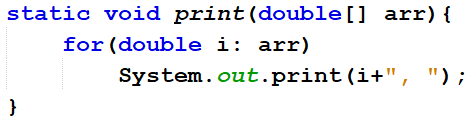 static void print(double[] arr){
    for(double i: arr)
        System.out.print(i+", ");
}